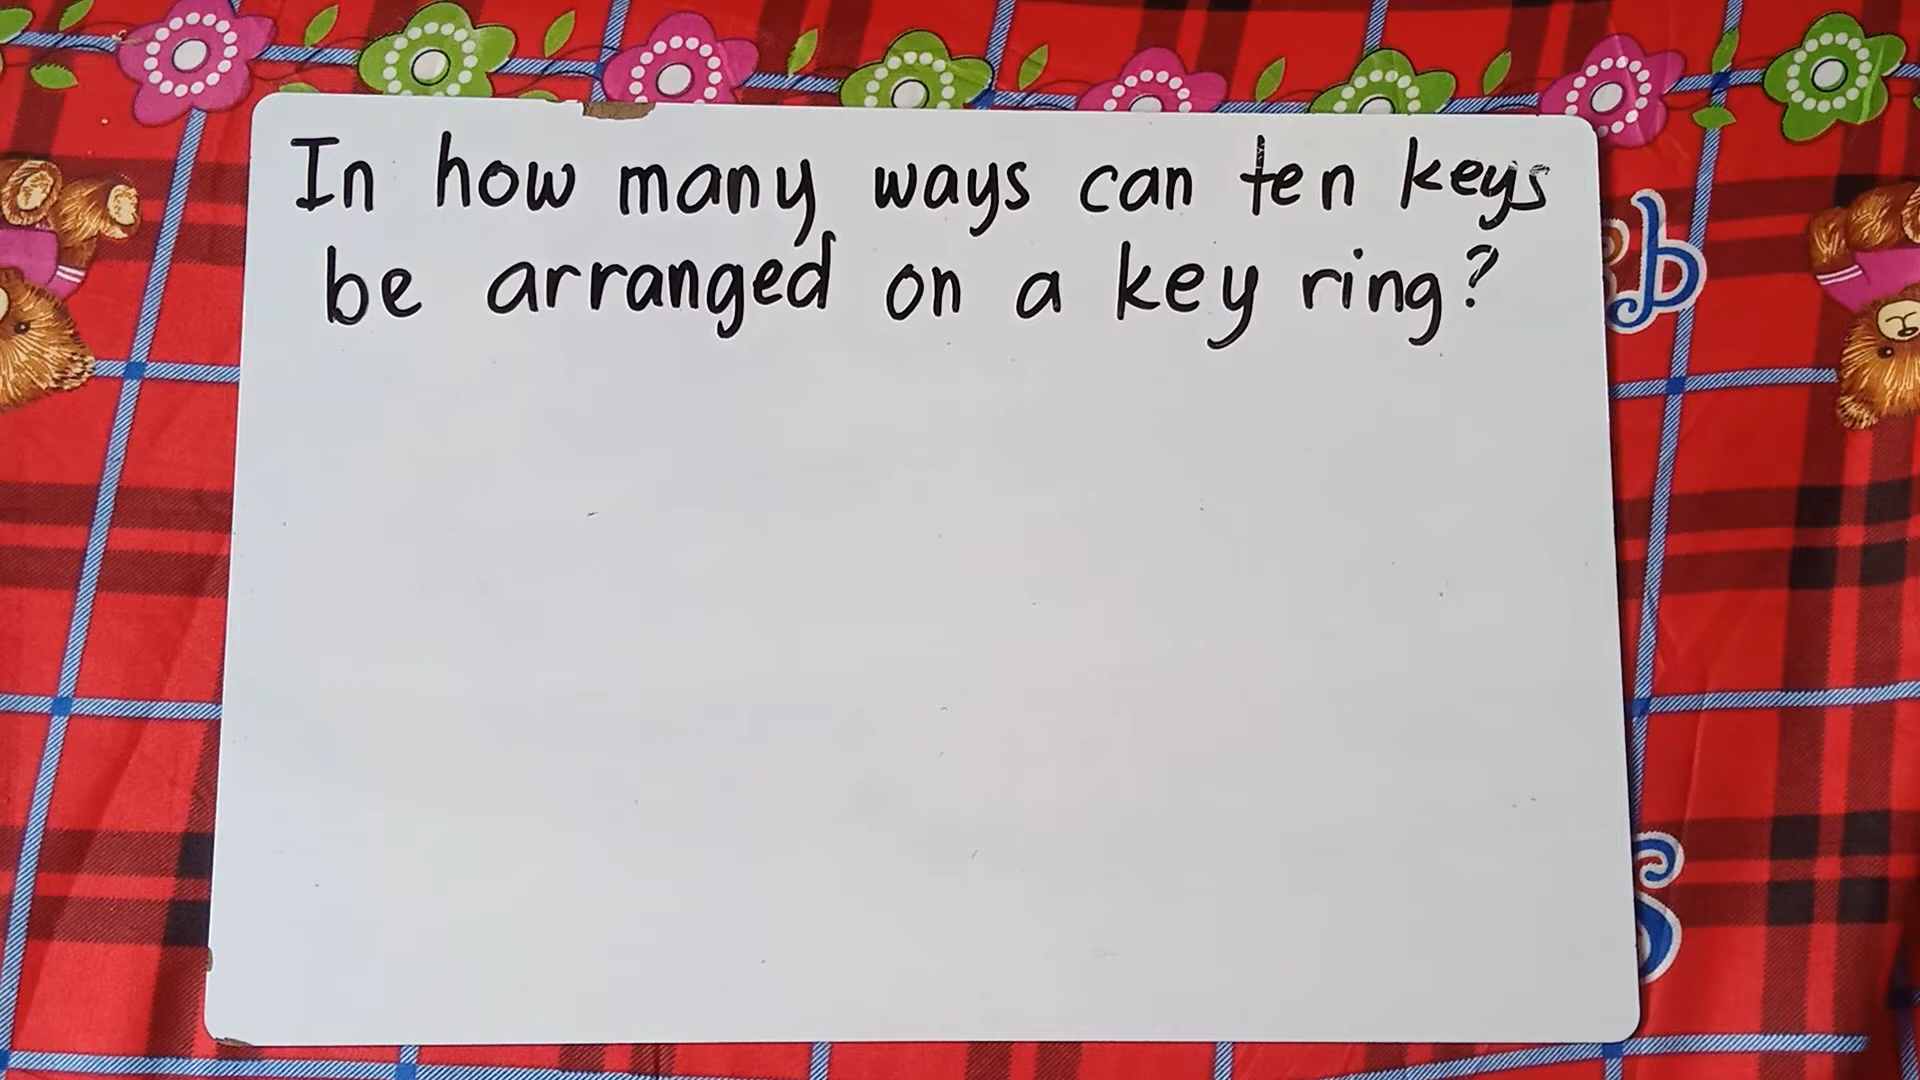 In how many ways can ten keys
be arranged on a key ring?